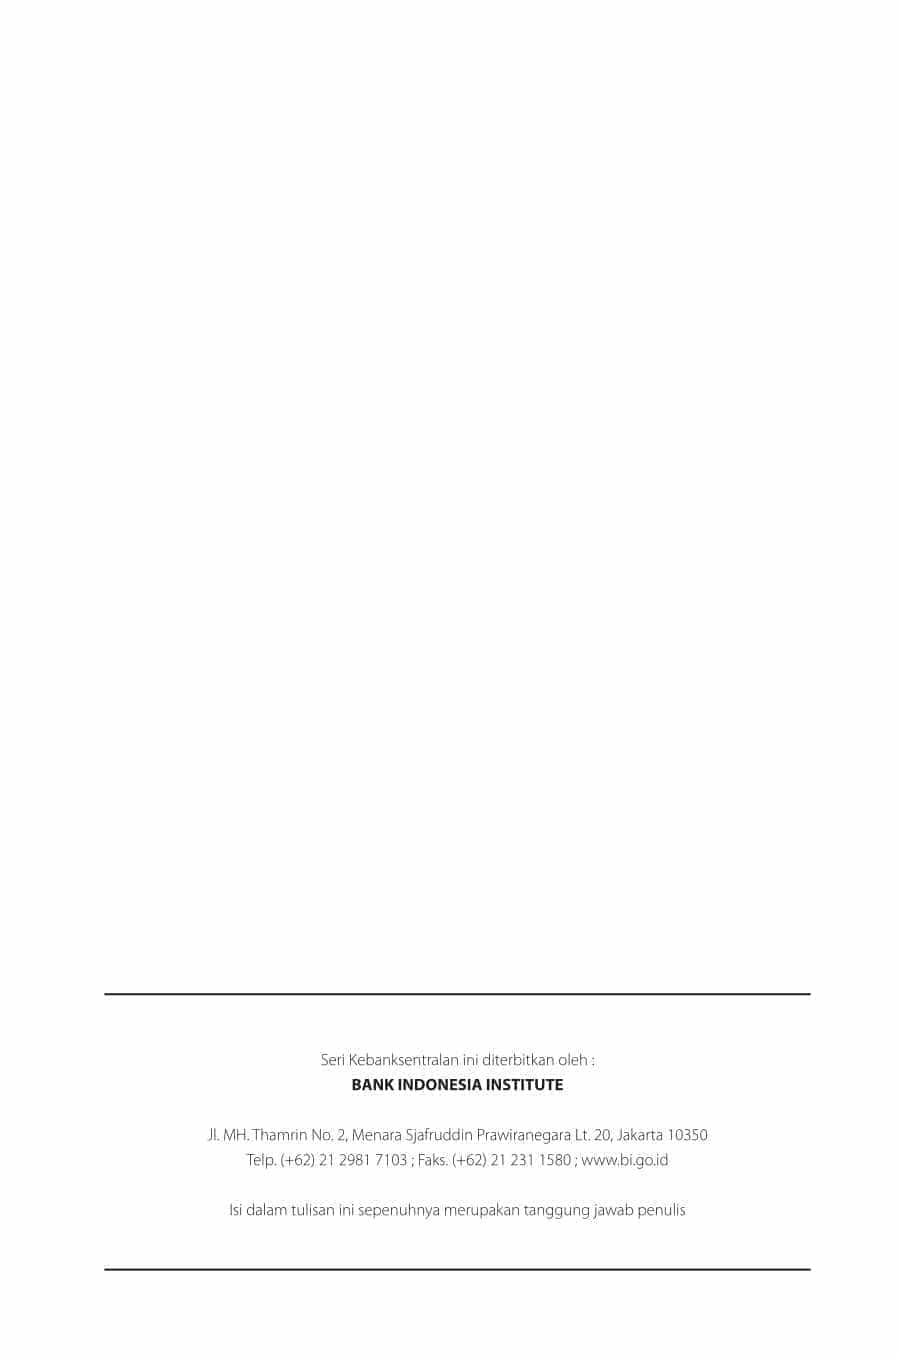 Seri Kebanksentralan ini diterbitkan oleh :
BANK INDONESIA INSTITUTE
Jl. MH. Thamrin No. 2, Menara Sjafruddin Prawiranegara Lt. 20, Jakarta 10350
Telp. (+62) 21 2981 7103 ; Faks. (+62) 21 231 1580 ; www.bi.go.id
Isi dalam tulisan ini sepenuhnya merupakan tanggung jawab penulis